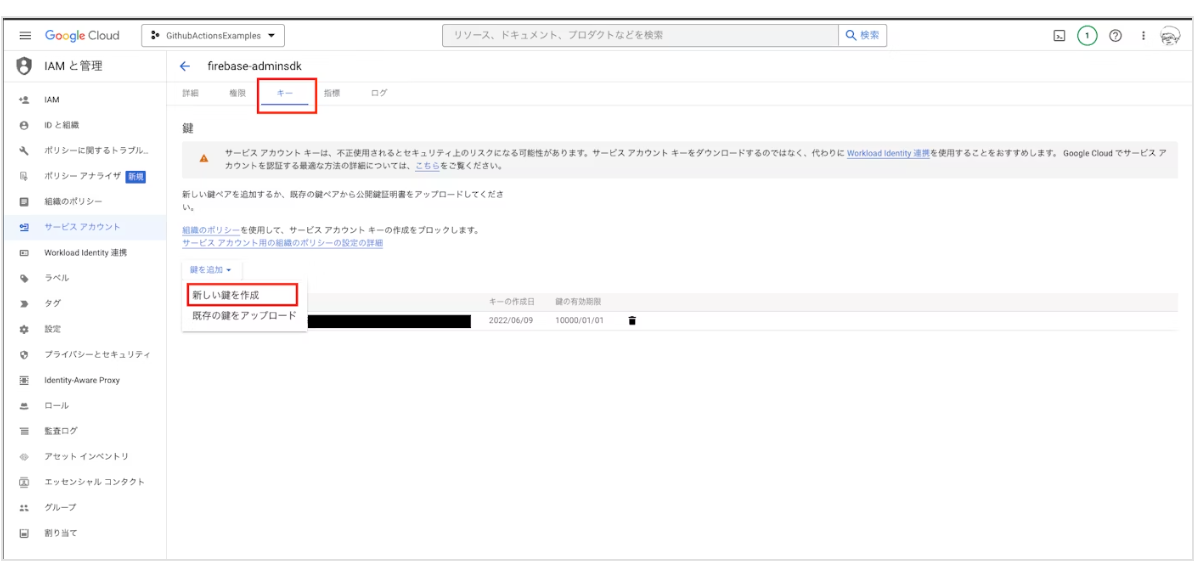 Google Cloud
GithubActionsExamples
リソース、ドキュメント、プロダクトなどを検索
検索
1
IAM と管理
firebase-adminsdk
詳細
権限
キー
指標
ログ
IAM
ID と組織
ポリシーに関するトラブル...
ポリシー アナライザ 新規
組織のポリシー
サービス アカウント
Workload Identity 連携
ラベル
タグ
設定
プライバシーとセキュリティ
Identity-Aware Proxy
ロール
監査ログ
アセット インベントリ
エッセンシャル コンタクト
グループ
割り当て
鍵
サービス アカウント キーは、不正使用されるとセキュリティ上のリスクになる可能性があります。サービス アカウント キーをダウンロードするのではなく、代わりに Workload Identity 連携を使用することをおすすめします。 Google Cloud でサービス ア
カウントを認証する最適な方法の詳細については、こちらをご覧ください。
新しい鍵ペアを追加するか、既存の鍵ペアから公開鍵証明書をアップロードしてくださ
い。
組織のポリシーを使用して、サービス アカウント キーの作成をブロックします。
サービス アカウント用の組織のポリシーの設定の詳細
鍵を追加
新しい鍵を作成
既存の鍵をアップロード
キーの作成日
鍵の有効期限
2022/06/09
10000/01/01